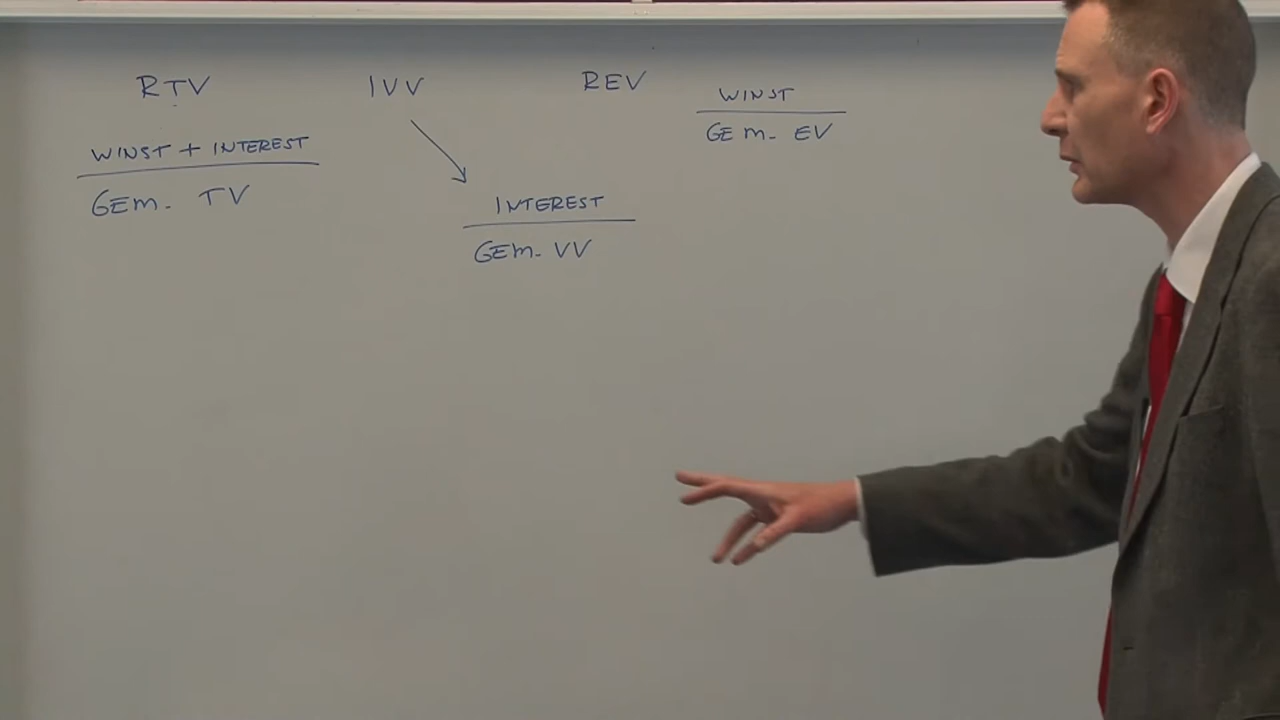 RTV IVV REV
WINST + INTEREST
GEM. TV
INTEREST
GEM. VV
WINST
GEM. EV